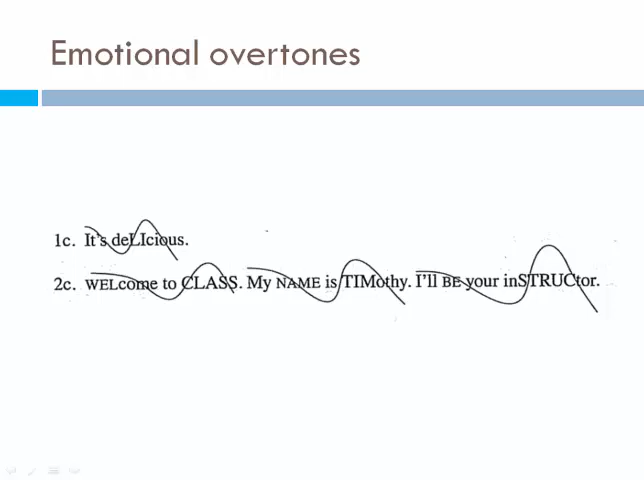 Emotional overtones
1c. It's deLIcious.
2c. WELcome to CLASS. My NAME is TIMothy. I'll BE your inSTRUCtor.